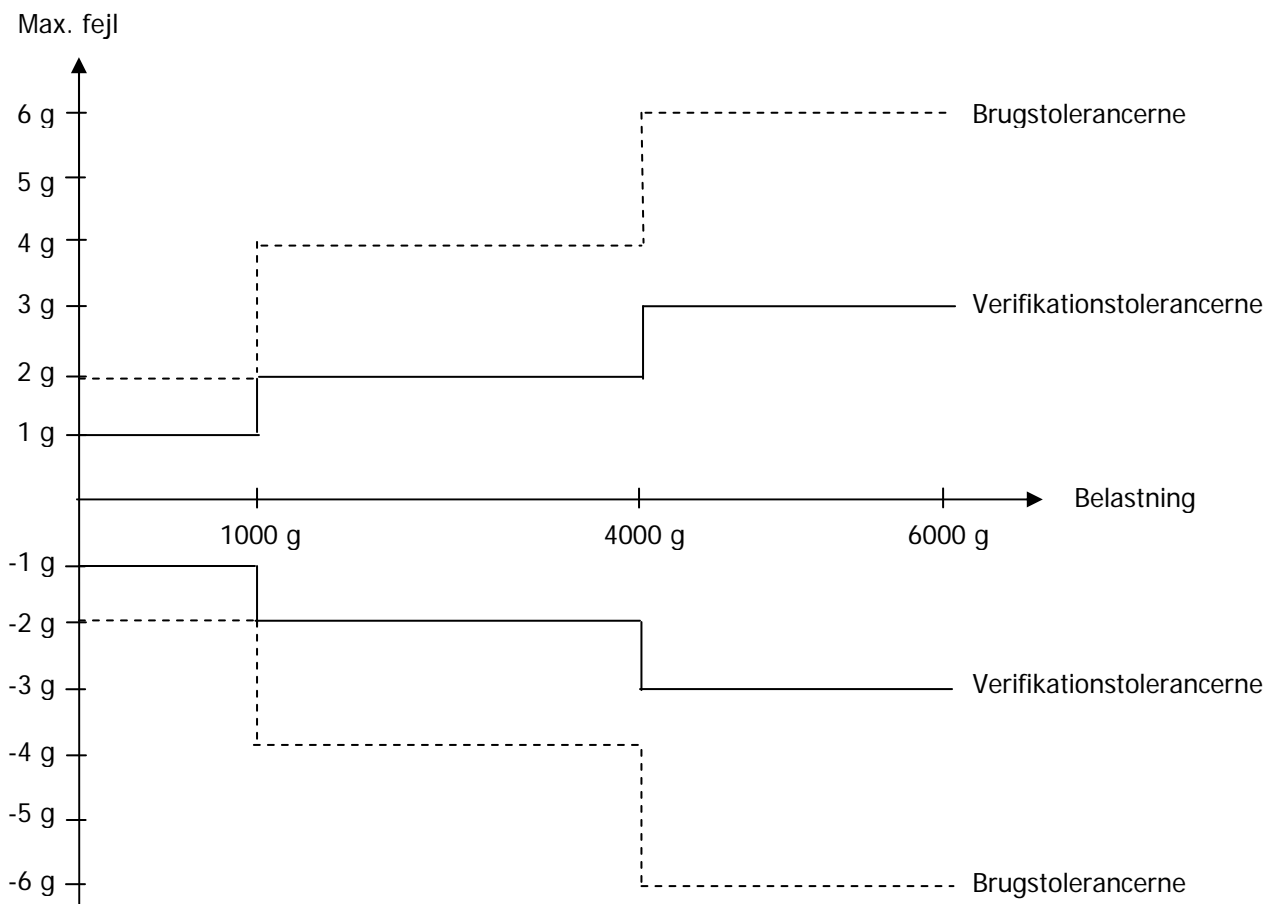 Max. fejl
6 g
Brugstolerancerne
5 g
4 g
3 g
Verifikationstolerancerne
2 g
1 g
Belastning
1000 g
4000 g
6000 g
-1 g
-2 g
-3 g
Verifikationstolerancerne
-4 g
-5 g
-6 g
Brugstolerancerne